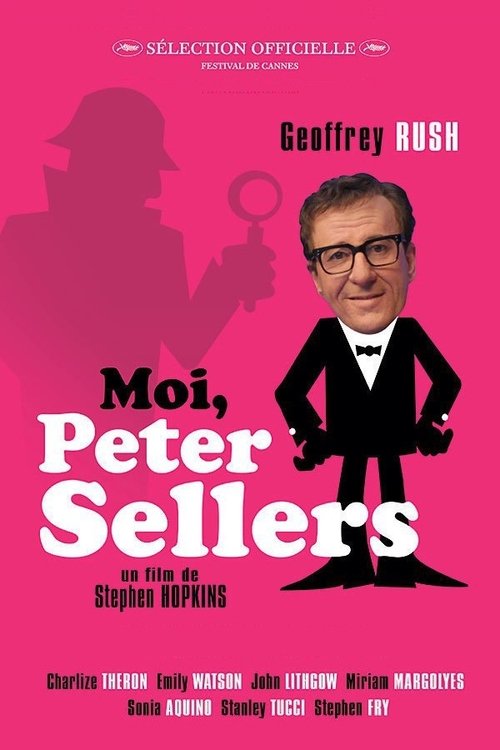 SÉLECTION OFFICIELLE
FESTIVAL DE CANNES
Geoffrey RUSH
Moi,
Peter
Sellers
un film de
Stephen HOPKINS
Charlize THERON Emily WATSON John LITHGOW Miriam MARGOLYES
Sonia AQUINO Stanley TUCCI Stephen FRY